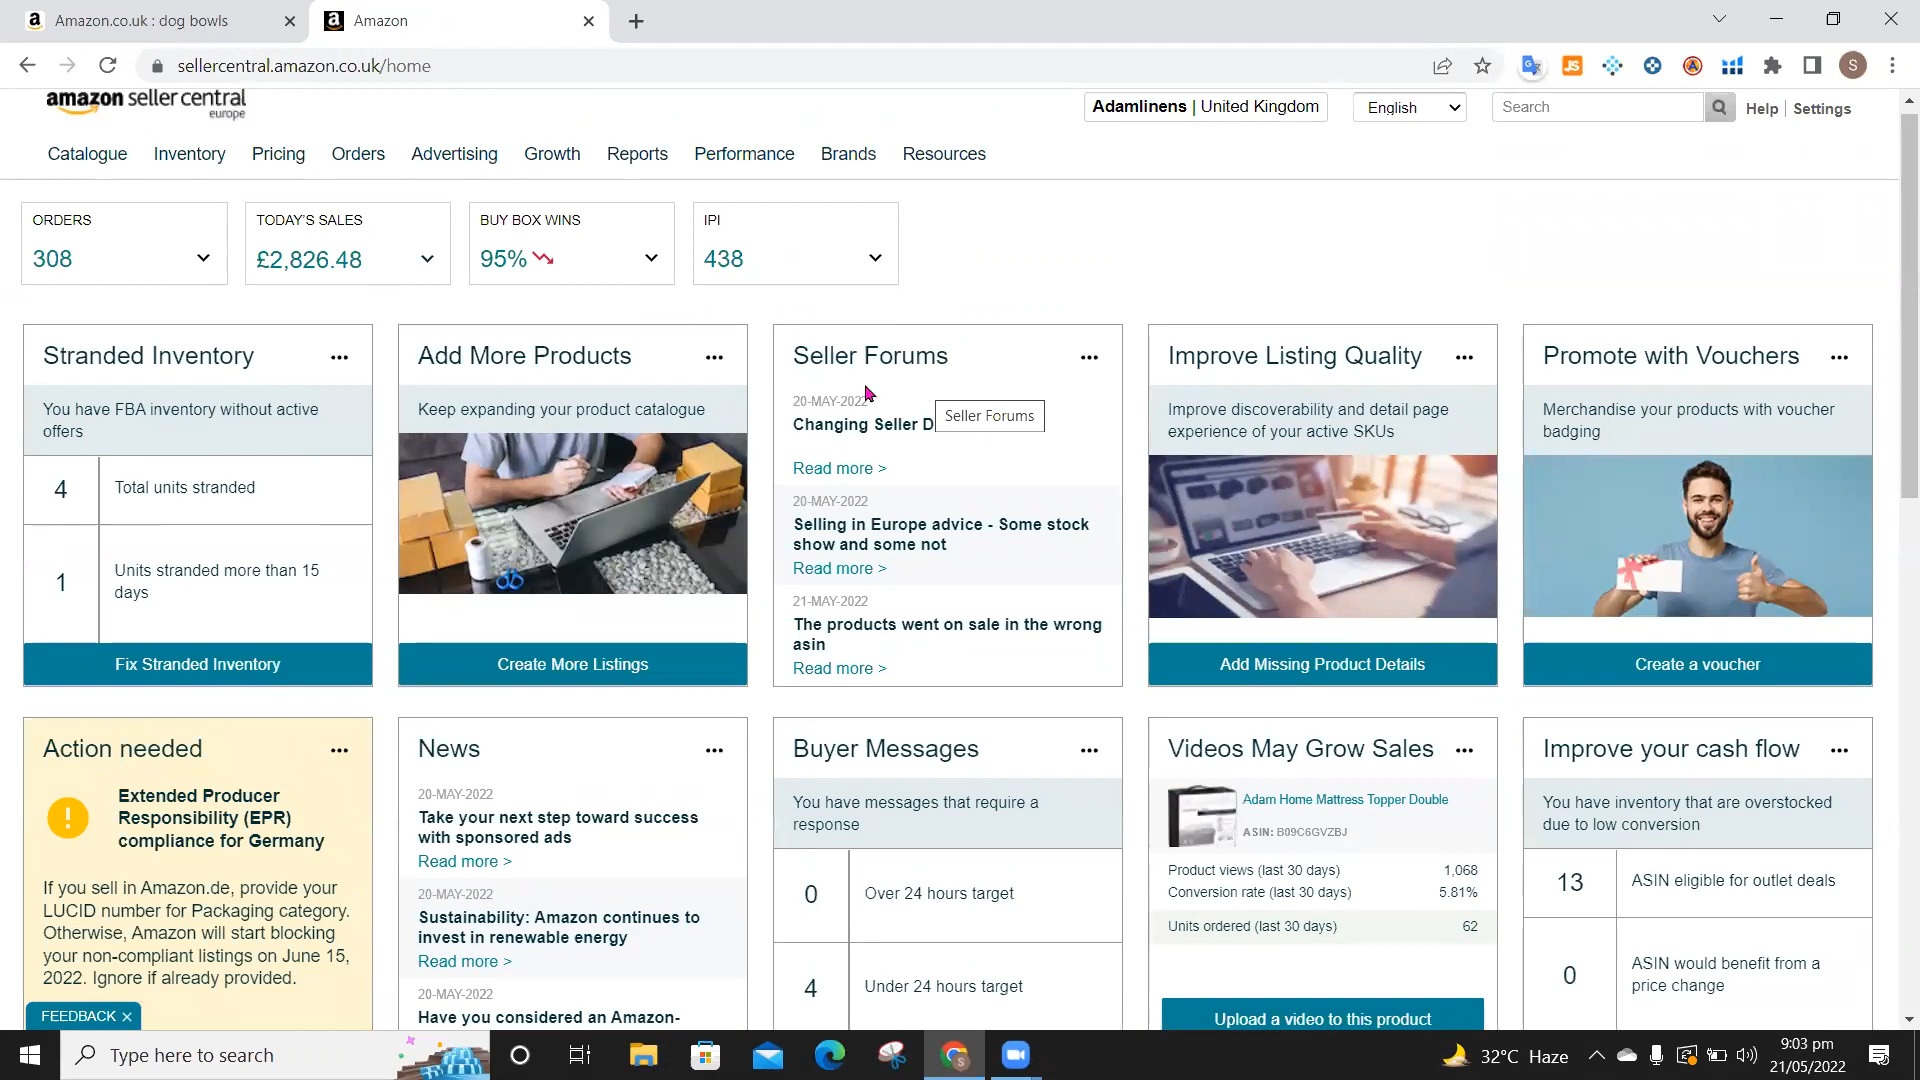 Amazon.co.uk : dog bowls
Amazon
sellercentral.amazon.co.uk/home
S
amazon seller central
europe
Adamlinens | United Kingdom
English
Search
Help
Settings
Catalogue Inventory Pricing Orders Advertising Growth Reports Performance Brands Resources
ORDERS
308
TODAY'S SALES
£2,826.48
BUY BOX WINS
95%
IPI
438
Stranded Inventory
You have FBA inventory without active
offers
4 Total units stranded
1 Units stranded more than 15
days
Fix Stranded Inventory
Add More Products
Keep expanding your product catalogue
Create More Listings
Seller Forums
20-MAY-2022
Changing Seller D
Seller Forums
Read more >
20-MAY-2022
Selling in Europe advice - Some stock
show and some not
Read more >
21-MAY-2022
The products went on sale in the wrong
asin
Read more >
Improve Listing Quality
Improve discoverability and detail page
experience of your active SKUs
Add Missing Product Details
Promote with Vouchers
Merchandise your products with voucher
badging
Create a voucher
Action needed
Extended Producer
Responsibility (EPR)
compliance for Germany
If you sell in Amazon.de, provide your
LUCID number for Packaging category.
Otherwise, Amazon will start blocking
your non-compliant listings on June 15,
2022. Ignore if already provided.
FEEDBACK
News
20-MAY-2022
Take your next step toward success
with sponsored ads
Read more >
20-MAY-2022
Sustainability: Amazon continues to
invest in renewable energy
Read more >
20-MAY-2022
Have you considered an Amazon-
Buyer Messages
You have messages that require a
response
0 Over 24 hours target
4 Under 24 hours target
Videos May Grow Sales
Adam Home Mattress Topper Double
ASIN: B09C6GVZBJ
Product views (last 30 days) 1,068
Conversion rate (last 30 days) 5.81%
Units ordered (last 30 days) 62
Upload a video to this product
Improve your cash flow
You have inventory that are overstocked
due to low conversion
13 ASIN eligible for outlet deals
0 ASIN would benefit from a
price change
Type here to search
32°C Haze
9:03 pm
21/05/2022